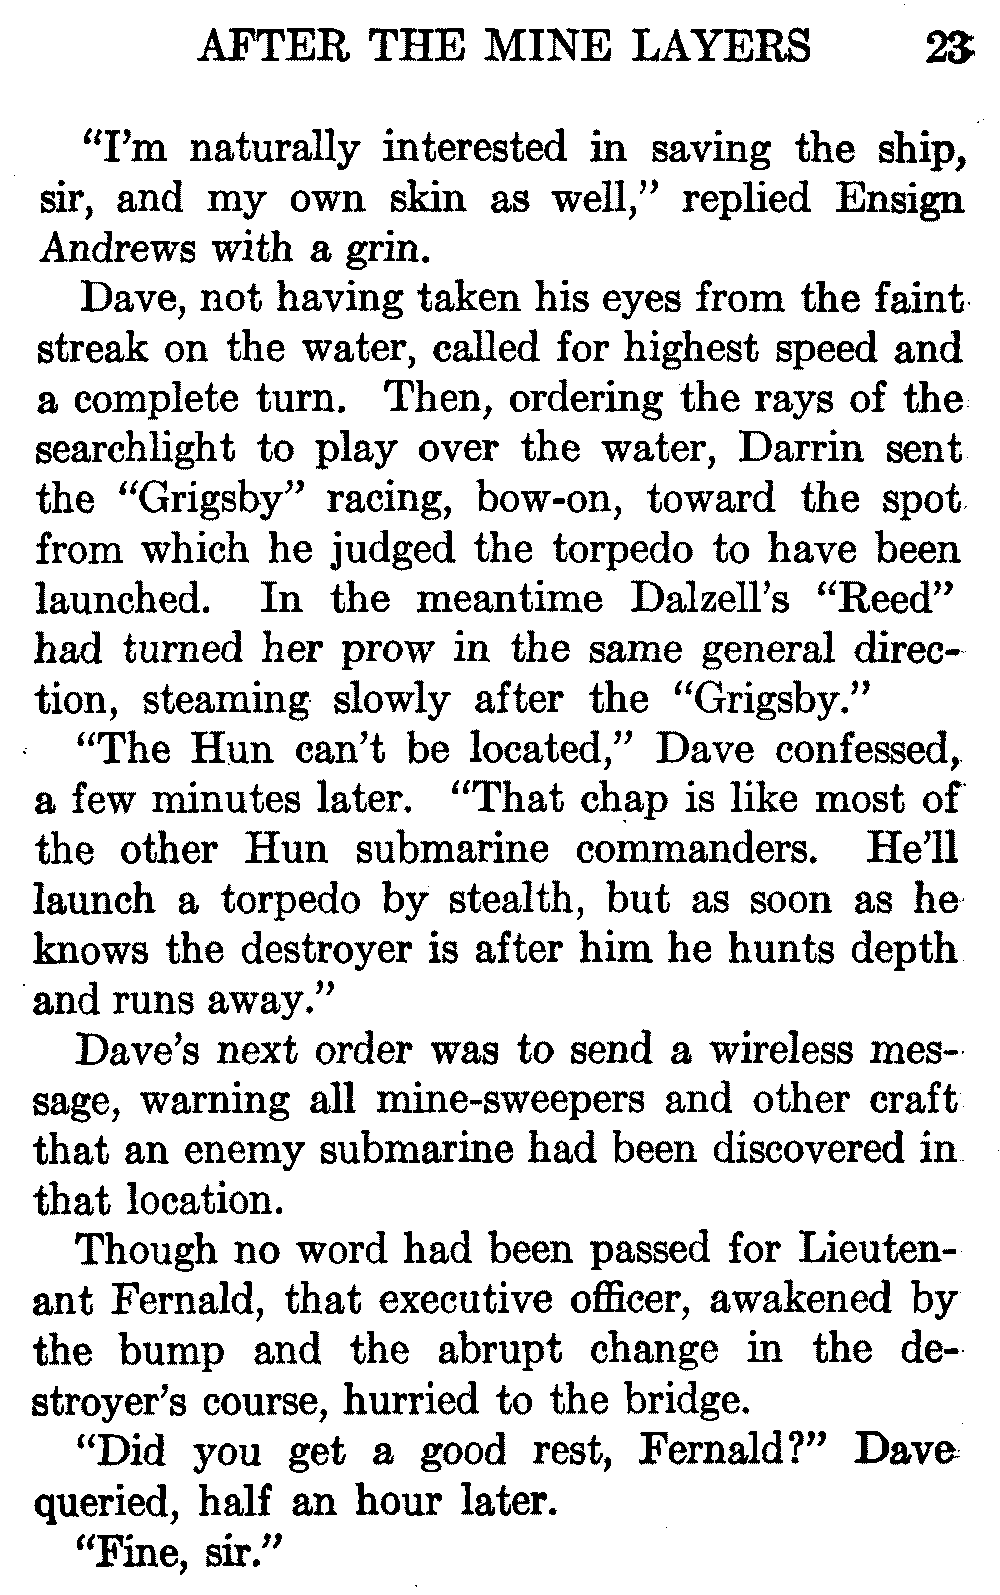 AFTER THE MINE LAYERS 23
"I'm naturally interested in saving the ship,
sir, and my own skin as well," replied Ensign
Andrews with a grin.
Dave, not having taken his eyes from the faint
streak on the water, called for highest speed and
a complete turn. Then, ordering the rays of the
searchlight to play over the water, Darrin sent
the "Grigsby" racing, bow-on, toward the spot
from which he judged the torpedo to have been
launched. In the meantime Dalzell's "Reed"
had turned her prow in the same general direc-
tion, steaming slowly after the "Grigsby."
"The Hun can't be located," Dave confessed,
a few minutes later. "That chap is like most of
the other Hun submarine commanders. He'll
launch a torpedo by stealth, but as soon as he
knows the destroyer is after him he hunts depth
and runs away."
Dave's next order was to send a wireless mes-
sage, warning all mine-sweepers and other craft
that an enemy submarine had been discovered in
that location.
Though no word had been passed for Lieuten-
ant Fernald, that executive officer, awakened by
the bump and the abrupt change in the de-
stroyer's course, hurried to the bridge.
"Did you get a good rest, Fernald?" Dave
queried, half an hour later.
"Fine, sir."